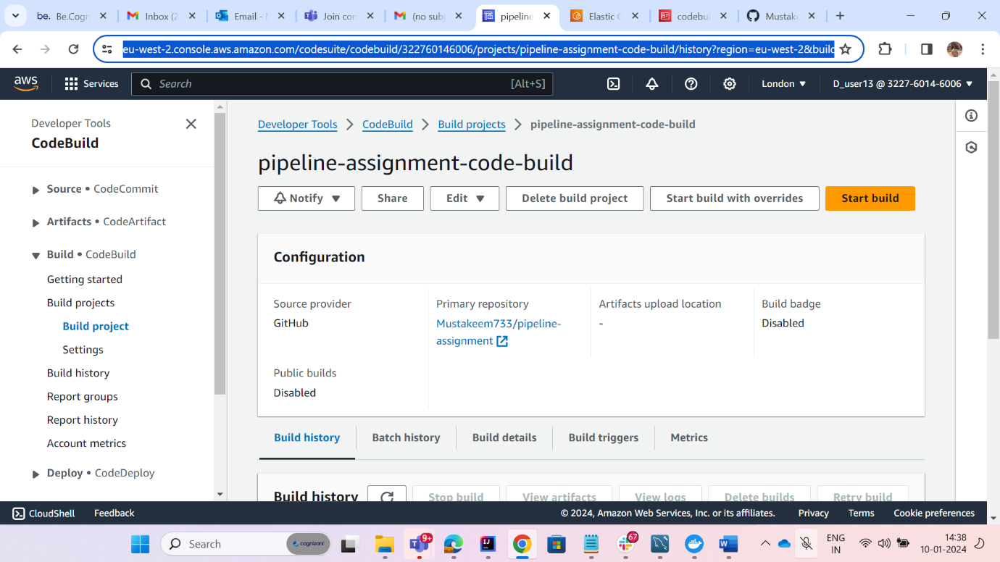 be. Be.Cogn
Inbox (2
Email -
Join con
(no subj
pipeline
Elastic C
codebui
Mustak
eu-west-2.console.aws.amazon.com/codesuite/codebuild/322760146006/projects/pipeline-assignment-code-build/history?region=eu-west-2&build
aws
Services
Search
[Alt+S]
London
D_user13 @ 3227-6014-6006
Developer Tools
CodeBuild
Source • CodeCommit
Artifacts • CodeArtifact
Build • CodeBuild
Getting started
Build projects
Build project
Settings
Build history
Report groups
Report history
Account metrics
Deploy • CodeDeploy
Developer Tools
CodeBuild
Build projects
pipeline-assignment-code-build
pipeline-assignment-code-build
Notify
Share
Edit
Delete build project
Start build with overrides
Start build
Configuration
Source provider
GitHub
Primary repository
Mustakeem733/pipeline-
assignment
Artifacts upload location
-
Build badge
Disabled
Public builds
Disabled
Build history
Batch history
Build details
Build triggers
Metrics
Build history
Stop build
View artifacts
View logs
Delete builds
Retry build
CloudShell
Feedback
© 2024, Amazon Web Services, Inc. or its affiliates.
Privacy
Terms
Cookie preferences
Search
cognizant
9+
67
ENG
IN
14:38
10-01-2024